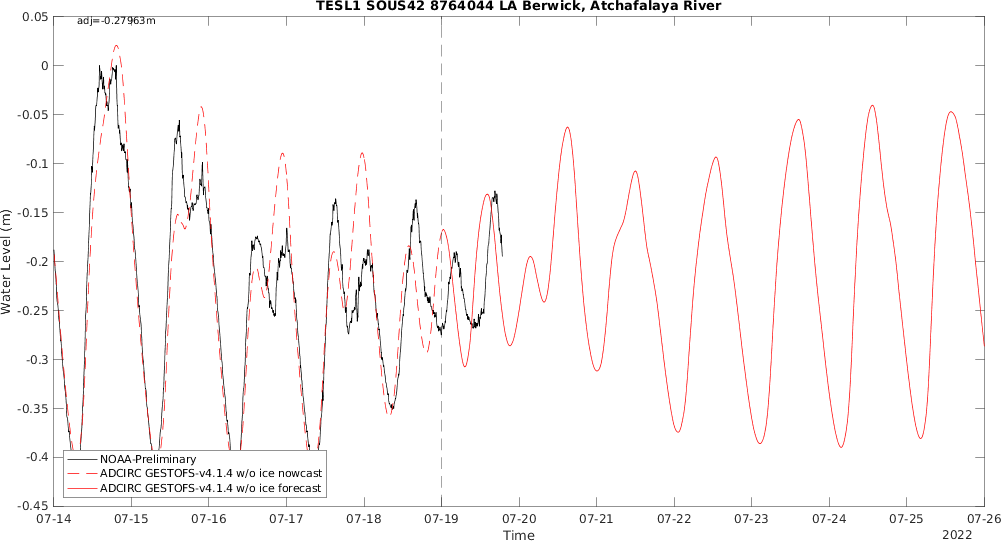 TESL1 SOUS42 8764044 LA Berwick, Atchafalaya River
adj=-0.27963m
0.05
0
-0.05
-0.1
-0.15
-0.2
-0.25
-0.3
-0.35
-0.4
-0.45
Water Level (m)
NOAA-Preliminary
ADCIRC GESTOFS-v4.1.4 w/o ice nowcast
ADCIRC GESTOFS-v4.1.4 w/o ice forecast
07-14 07-15 07-16 07-17 07-18 07-19 07-20 07-21 07-22 07-23 07-24 07-25 07-26
Time
2022